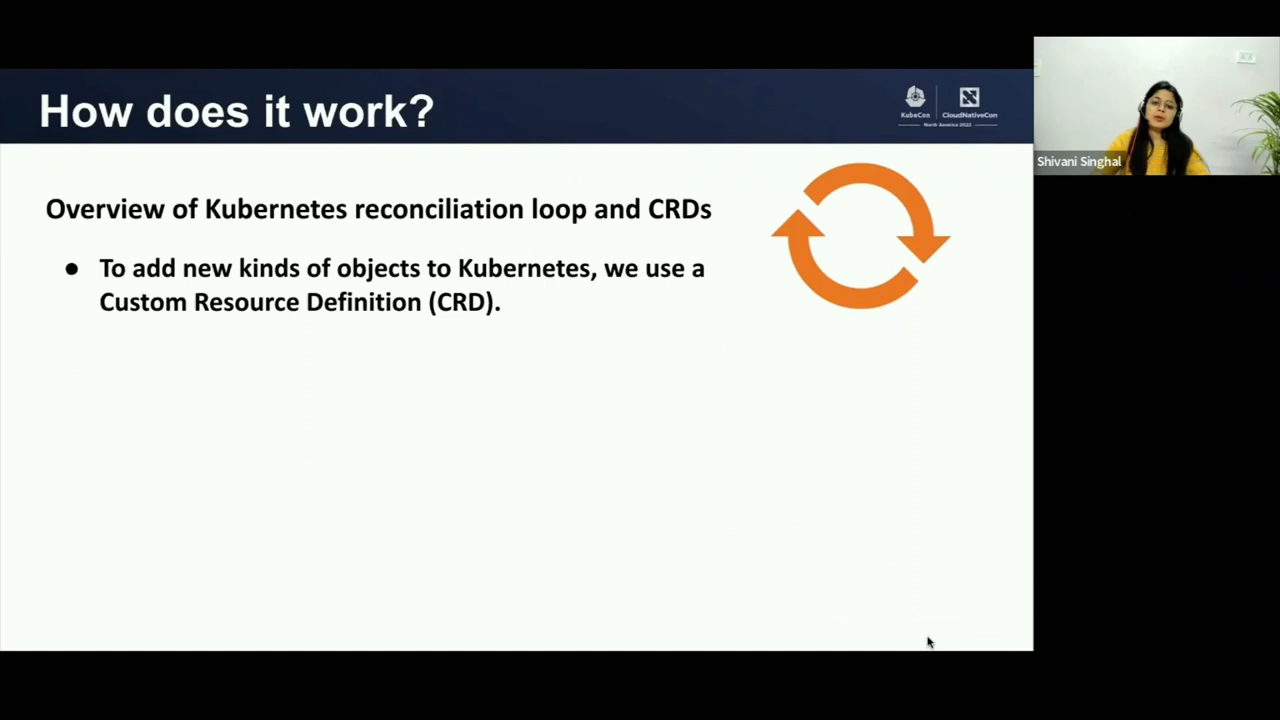 How does it work?
KubeCon
CloudNativeCon
North America 2022
Shivani Singhal
Overview of Kubernetes reconciliation loop and CRDs
● To add new kinds of objects to Kubernetes, we use a
Custom Resource Definition (CRD).